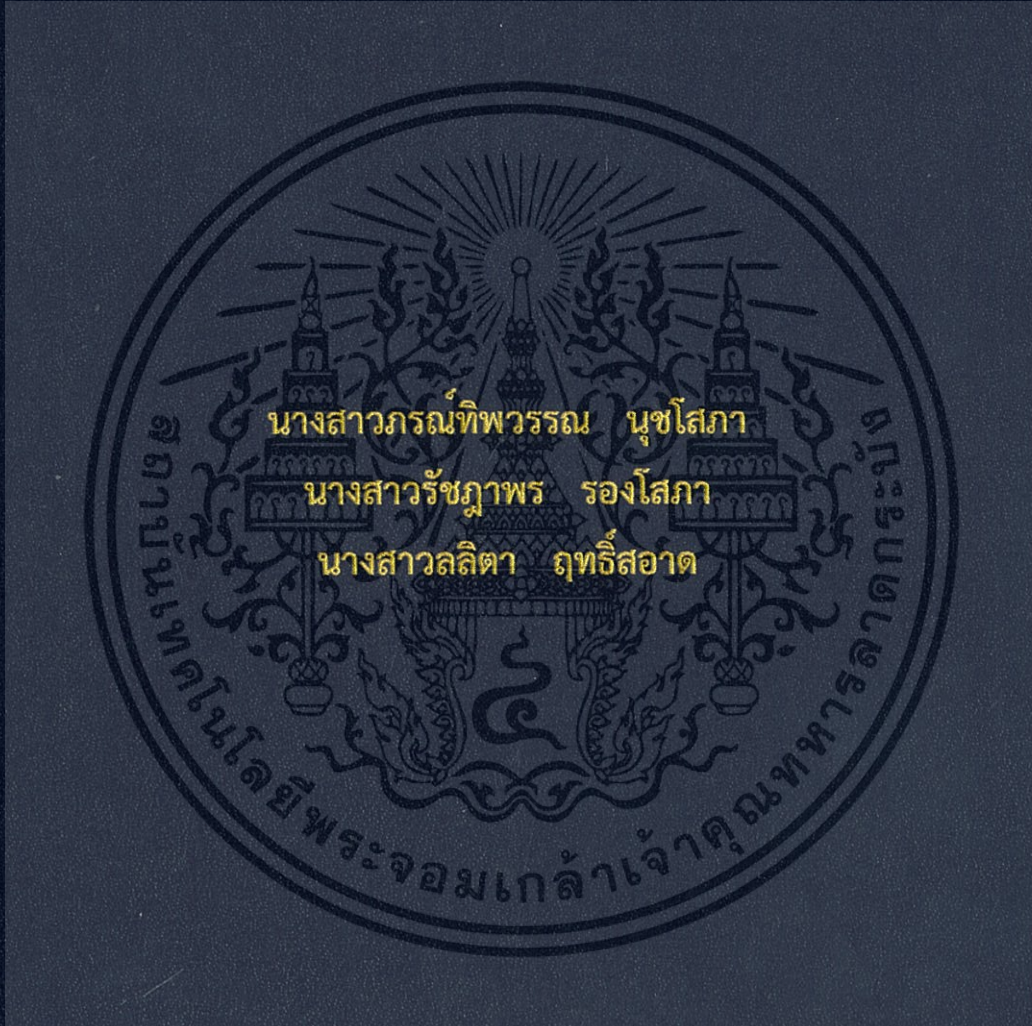 นางสาวภรณ์ทิพวรรณ นุชโสภา
นางสาวรัชฎาพร รองโสภา
นางสาวลลิตา ฤทธิ์สอาด
๔
สถาบันเทคโนโลยีพระจอมเกล้าเจ้าคุณทหารลาดกระบัง